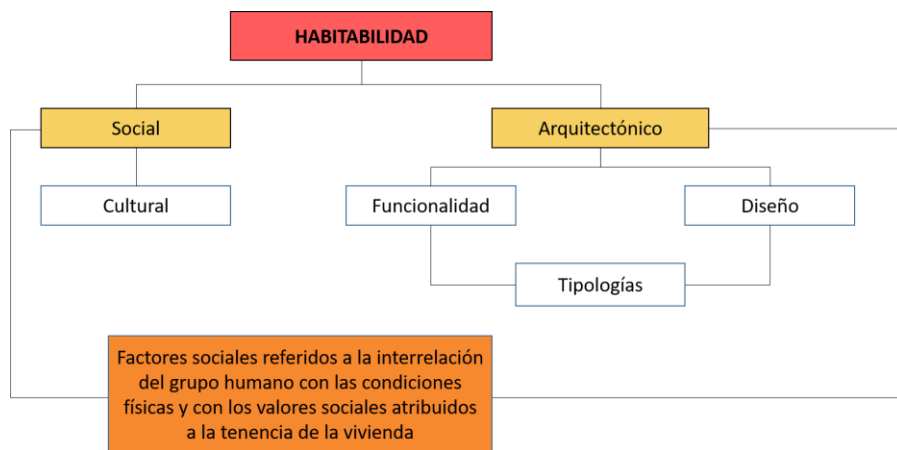 HABITABILIDAD
Social
Arquitectónico
Cultural
Funcionalidad
Diseño
Tipologías
Factores sociales referidos a la interrelación
del grupo humano con las condiciones
físicas y con los valores sociales atribuidos
a la tenencia de la vivienda